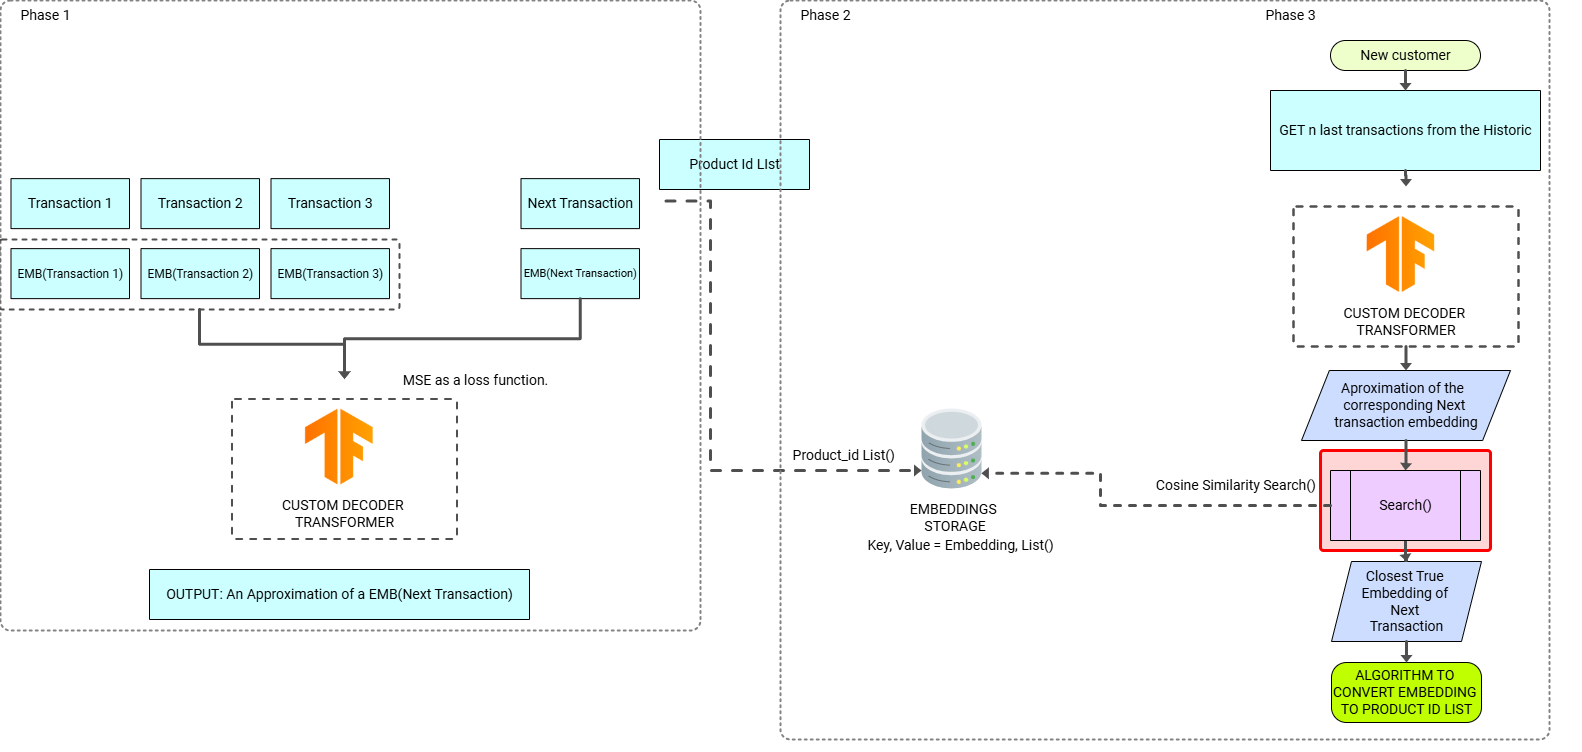 Phase 1
Transaction 1
Transaction 2
Transaction 3
Next Transaction
EMB(Transaction 1)
EMB(Transaction 2)
EMB(Transaction 3)
EMB(Next Transaction)
MSE as a loss function.
CUSTOM DECODER
TRANSFORMER
OUTPUT: An Approximation of a EMB(Next Transaction)
Product Id LIst
Phase 2
Product_id List()
EMBEDDINGS
STORAGE
Key, Value = Embedding, List()
Cosine Similarity Search()
Phase 3
New customer
GET n last transactions from the Historic
CUSTOM DECODER
TRANSFORMER
Aproximation of the
corresponding Next
transaction embedding
Search()
Closest True
Embedding of
Next
Transaction
ALGORITHM TO
CONVERT EMBEDDING
TO PRODUCT ID LIST